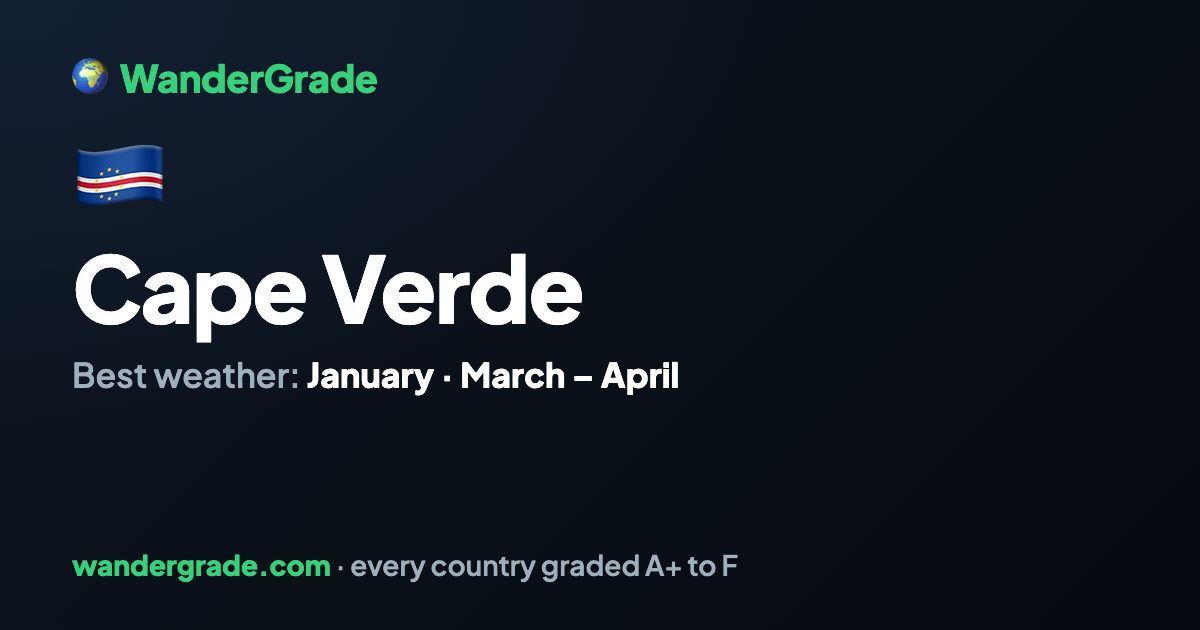 WanderGrade
Cape Verde
Best weather: January · March – April
wandergrade.com · every country graded A+ to F